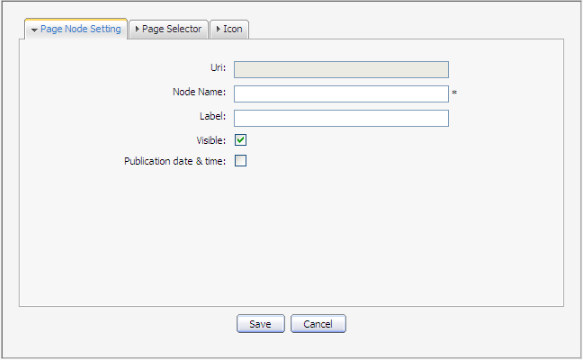 Page Node Setting Page Selector Icon
Uri:
Node Name: *
Label:
Visible:
Publication date & time:
Save Cancel